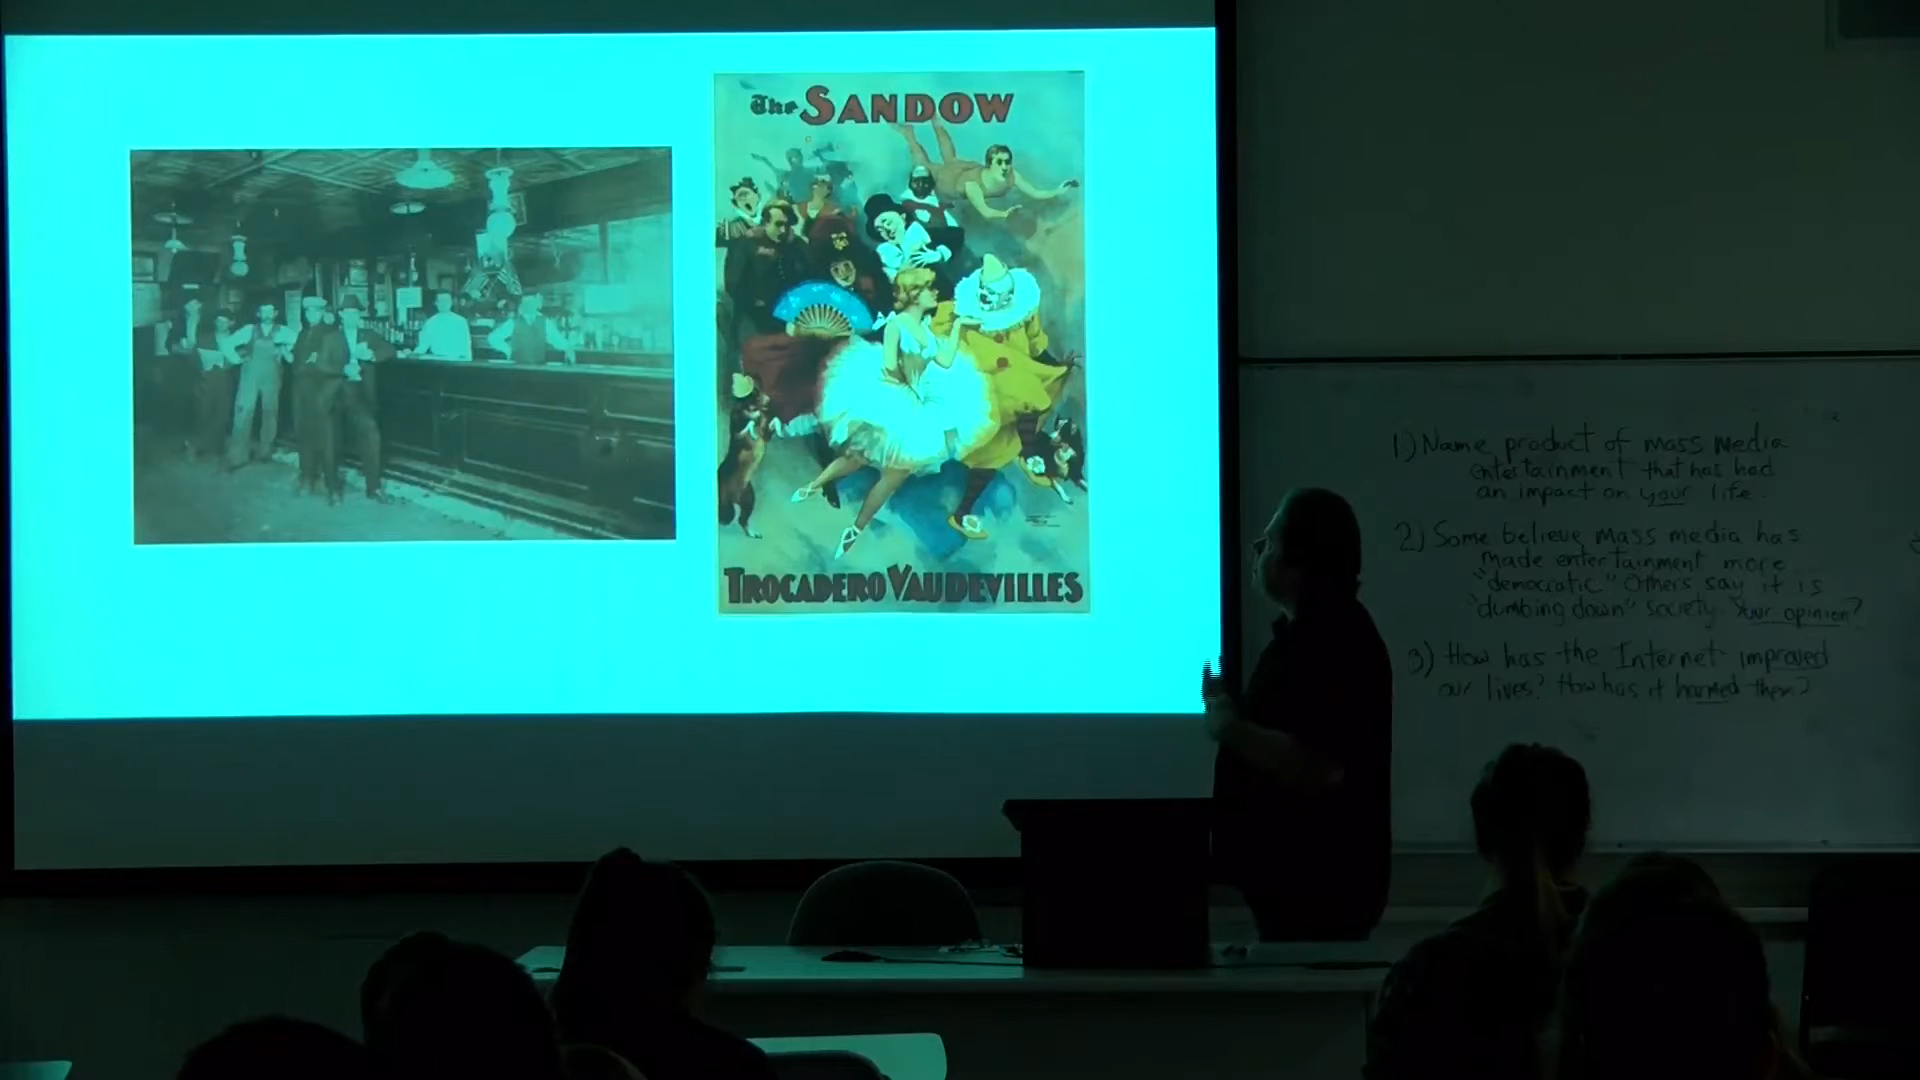 The SANDOW
TROCADERO VAUDEVILLES
1) Name product of mass media
entertainment that has had
an impact on your life.
2) Some believe mass media has
made entertainment more
"democratic." Others say it is
"dumbing down" society. Your opinion?
3) How has the Internet improved
our lives? How has it harmed them?